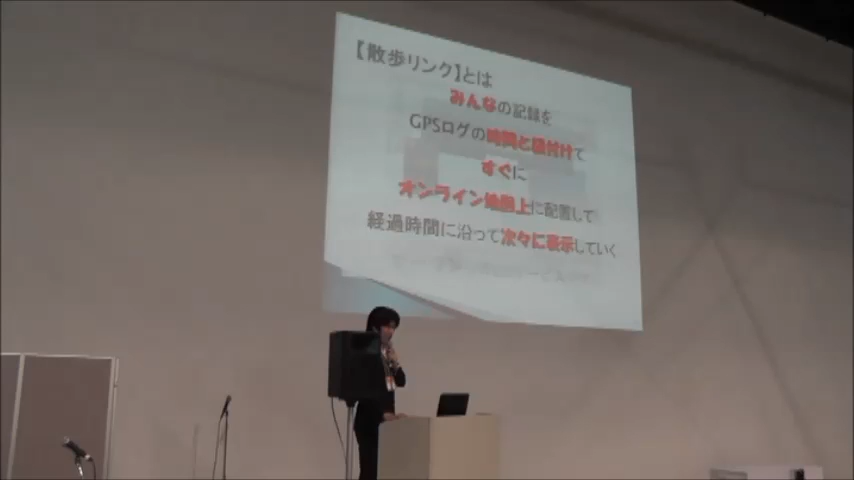 【散歩リンク】とは
みんなの記録を
GPSログの時間と紐付けて
すぐに
オンライン地図上に配置して
経過時間に沿って次々に表示していく